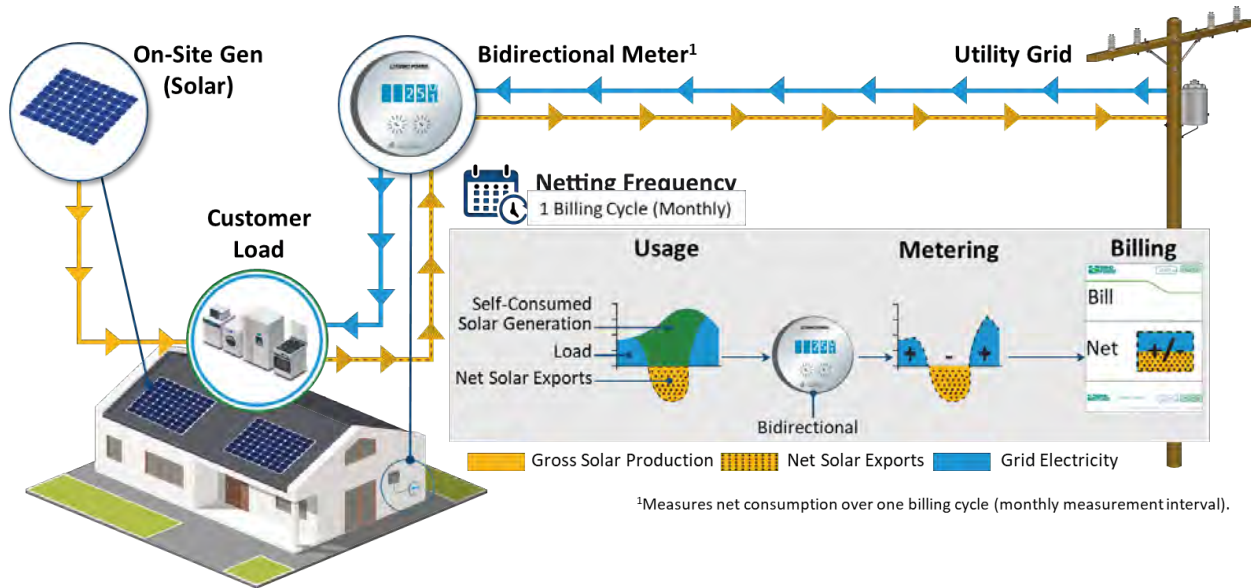 On-Site Gen
(Solar)
Bidirectional Meter1
Utility Grid
Customer
Load
Netting Frequency
1 Billing Cycle (Monthly)
Usage
Metering
Billing
Self-Consumed
Solar Generation
Load
Net Solar Exports
Bidirectional
+
-
+
Bill
Net
+/-
Gross Solar Production
Net Solar Exports
Grid Electricity
1Measures net consumption over one billing cycle (monthly measurement interval).